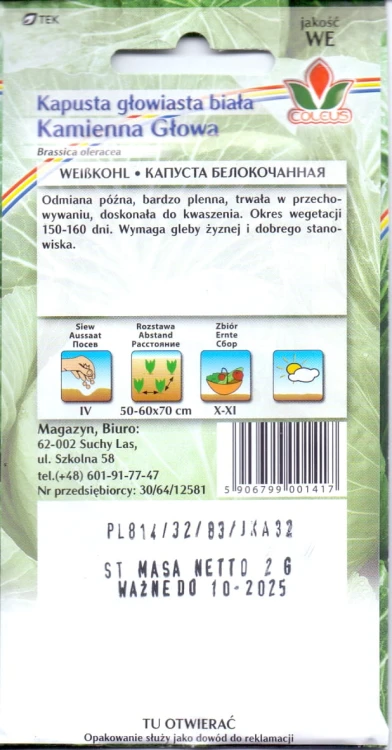 TEK
jakość
WE
COLEUS
Kapusta głowiasta biała
Kamienna Głowa
Brassica oleracea
WEIßKOHL • КАПУСТА БЕЛОКОЧАННАЯ
Odmiana późna, bardzo plenna, trwała w przecho-
wywaniu, doskonała do kwaszenia. Okres wegetacji
150-160 dni. Wymaga gleby żyznej i dobrego stano-
wiska.
Siew
Aussaat
Посев
Rozstawa
Abstand
Расстояние
Zbiór
Ernte
Сбор
IV
50-60x70 cm
X-XI
Magazyn, Biuro:
62-002 Suchy Las,
ul. Szkolna 58
tel.(+48) 601-91-77-47
Nr przedsiębiorcy: 30/64/12581
5 906799 001417
PL814/32/83/JKA32
ST MASA NETTO 2 G
WAŻNE DO 10-2025
TU OTWIERAĆ
Opakowanie służy jako dowód do reklamacji